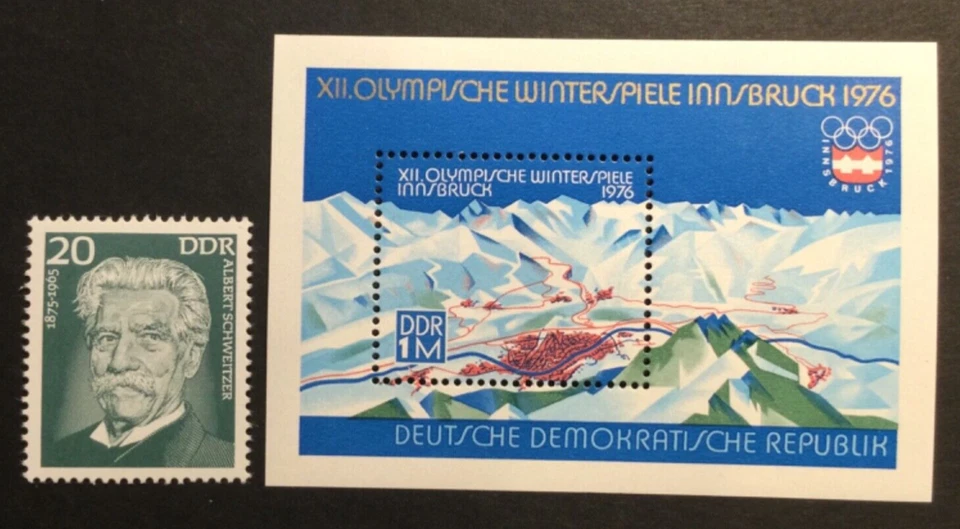 20 DDR
1875-1965
ALBERT SCHWEITZER
XII. OLYMPISCHE WINTERSPIELE INNSBRUCK 1976
INNSBRUCK 1976
XII. OLYMPISCHE WINTERSPIELE
INNSBRUCK 1976
DDR
1 M
DEUTSCHE DEMOKRATISCHE REPUBLIK